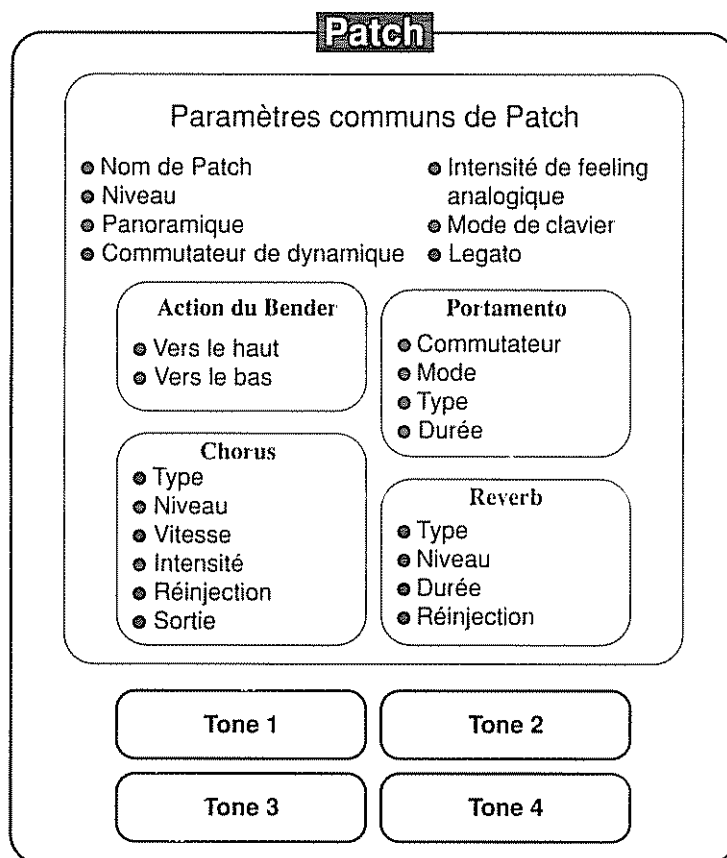 Patch
Paramètres communs de Patch
Nom de Patch
Niveau
Panoramique
Commutateur de dynamique
Intensité de feeling
analogique
Mode de clavier
Legato
Action du Bender
Vers le haut
Vers le bas
Portamento
Commutateur
Mode
Type
Durée
Chorus
Type
Niveau
Vitesse
Intensité
Réinjection
Sortie
Reverb
Type
Niveau
Durée
Réinjection
Tone 1
Tone 2
Tone 3
Tone 4